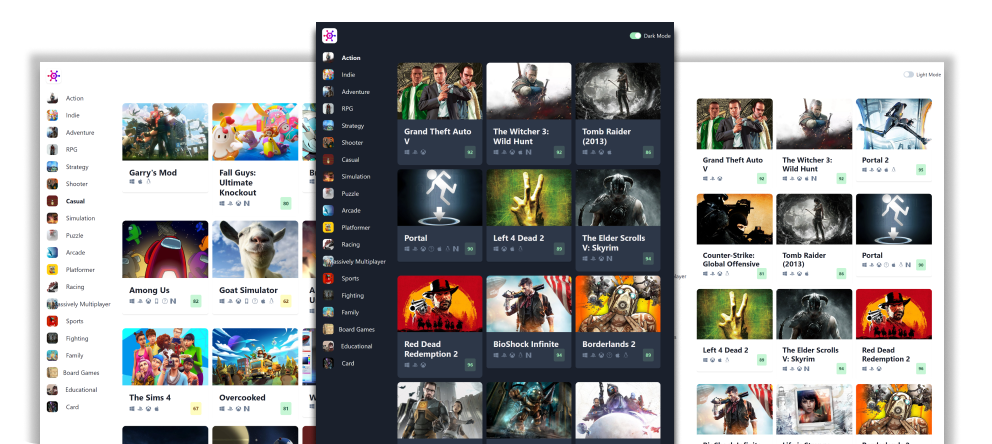 Action
Indie
Adventure
RPG
Strategy
Shooter
Casual
Simulation
Puzzle
Arcade
Platformer
Racing
assively Multiplayer
Sports
Fighting
Family
Board Games
Educational
Card
Garry's Mod
Fall Guys:
Ultimate
Knockout
80
Among Us
82
Goat Simulator
63
The Sims 4
67
Overcooked
81
Dark Mode
Action
Indie
Adventure
RPG
Strategy
Shooter
Casual
Simulation
Puzzle
Arcade
Platformer
Racing
assively Multiplayer
Sports
Fighting
Family
Board Games
Educational
Card
Grand Theft Auto
V
92
The Witcher 3:
Wild Hunt
92
Tomb Raider
(2013)
86
Portal
90
Left 4 Dead 2
89
The Elder Scrolls
V: Skyrim
94
Red Dead
Redemption 2
96
BioShock Infinite
94
Borderlands 2
89
Light Mode
Grand Theft Auto
V
92
The Witcher 3:
Wild Hunt
92
Portal 2
95
Counter-Strike:
Global Offensive
81
Tomb Raider
(2013)
86
Portal
90
Left 4 Dead 2
89
The Elder Scrolls
V: Skyrim
94
Red Dead
Redemption 2
96